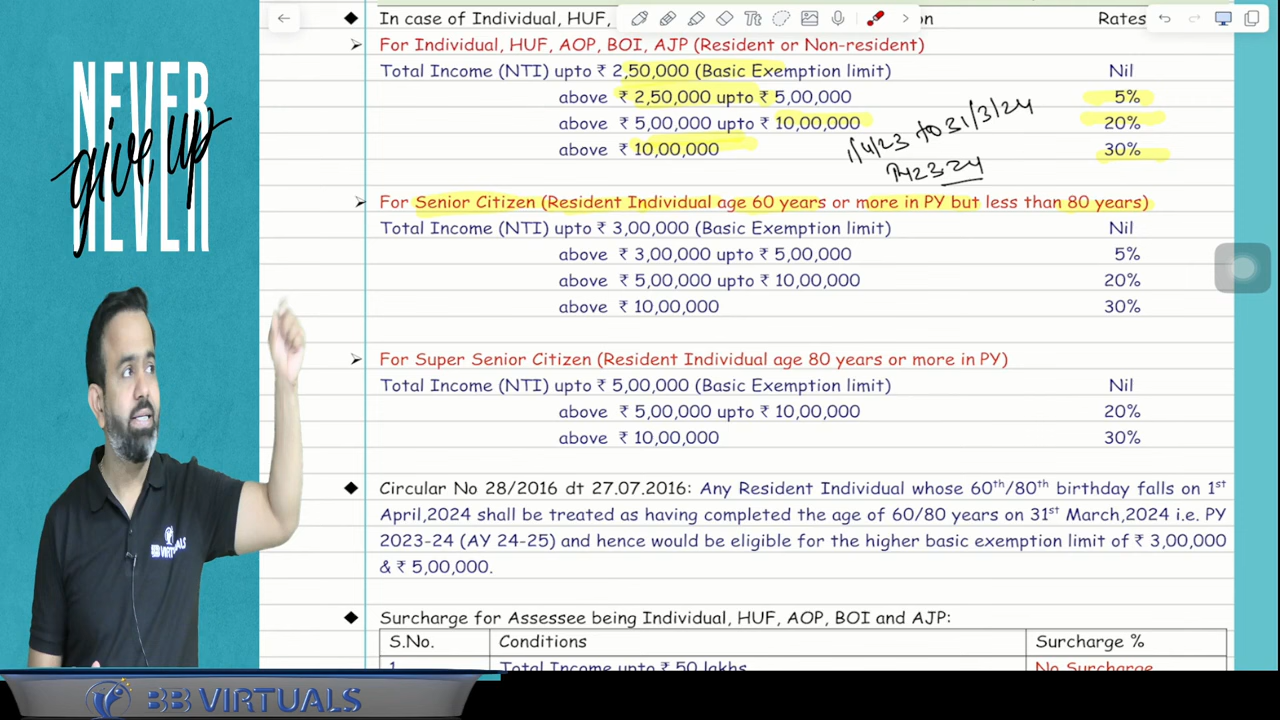 NEVER
give up
NEVER
◆ In case of Individual, HUF,
Rates
➢ For Individual, HUF, AOP, BOI, AJP (Resident or Non-resident)
Total Income (NTI) upto ₹ 2,50,000 (Basic Exemption limit) Nil
above ₹ 2,50,000 upto ₹ 5,00,000 5%
above ₹ 5,00,000 upto ₹ 10,00,000 20%
above ₹ 10,00,000 30%
1/4/23 to 31/3/24
PY 23-24
➢ For Senior Citizen (Resident Individual age 60 years or more in PY but less than 80 years)
Total Income (NTI) upto ₹ 3,00,000 (Basic Exemption limit) Nil
above ₹ 3,00,000 upto ₹ 5,00,000 5%
above ₹ 5,00,000 upto ₹ 10,00,000 20%
above ₹ 10,00,000 30%
➢ For Super Senior Citizen (Resident Individual age 80 years or more in PY)
Total Income (NTI) upto ₹ 5,00,000 (Basic Exemption limit) Nil
above ₹ 5,00,000 upto ₹ 10,00,000 20%
above ₹ 10,00,000 30%
◆ Circular No 28/2016 dt 27.07.2016: Any Resident Individual whose 60th/80th birthday falls on 1st
April,2024 shall be treated as having completed the age of 60/80 years on 31st March,2024 i.e. PY
2023-24 (AY 24-25) and hence would be eligible for the higher basic exemption limit of ₹ 3,00,000
& ₹ 5,00,000.
◆ Surcharge for Assessee being Individual, HUF, AOP, BOI and AJP:
S.No. Conditions Surcharge %
1 Total Income upto ₹ 50 lakhs No Surcharge
BB VIRTUALS
BB VIRTUALS